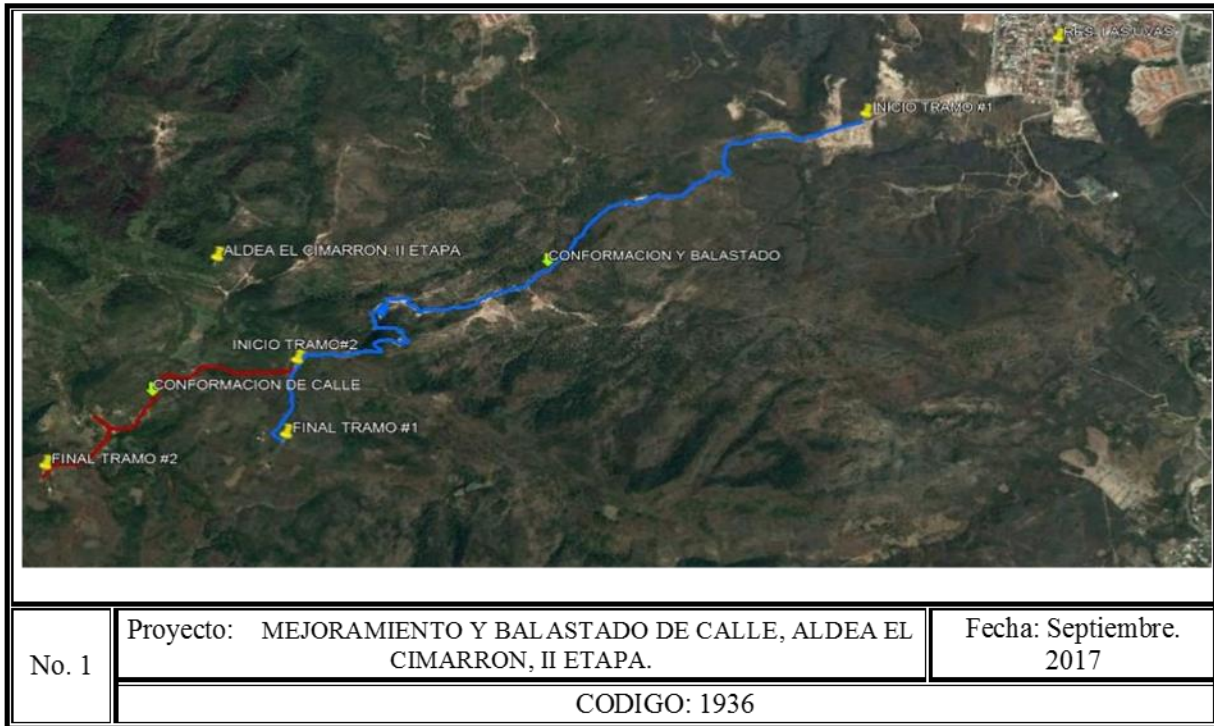 RES. LAS UVAS
INICIO TRAMO #1
ALDEA EL CIMARRON. II ETAPA
CONFORMACION Y BALASTADO
INICIO TRAMO#2
CONFORMACION DE CALLE
FINAL TRAMO #1
FINAL TRAMO #2
No. 1
Proyecto: MEJORAMIENTO Y BALASTADO DE CALLE, ALDEA EL
CIMARRON, II ETAPA.
Fecha: Septiembre.
2017
CODIGO: 1936